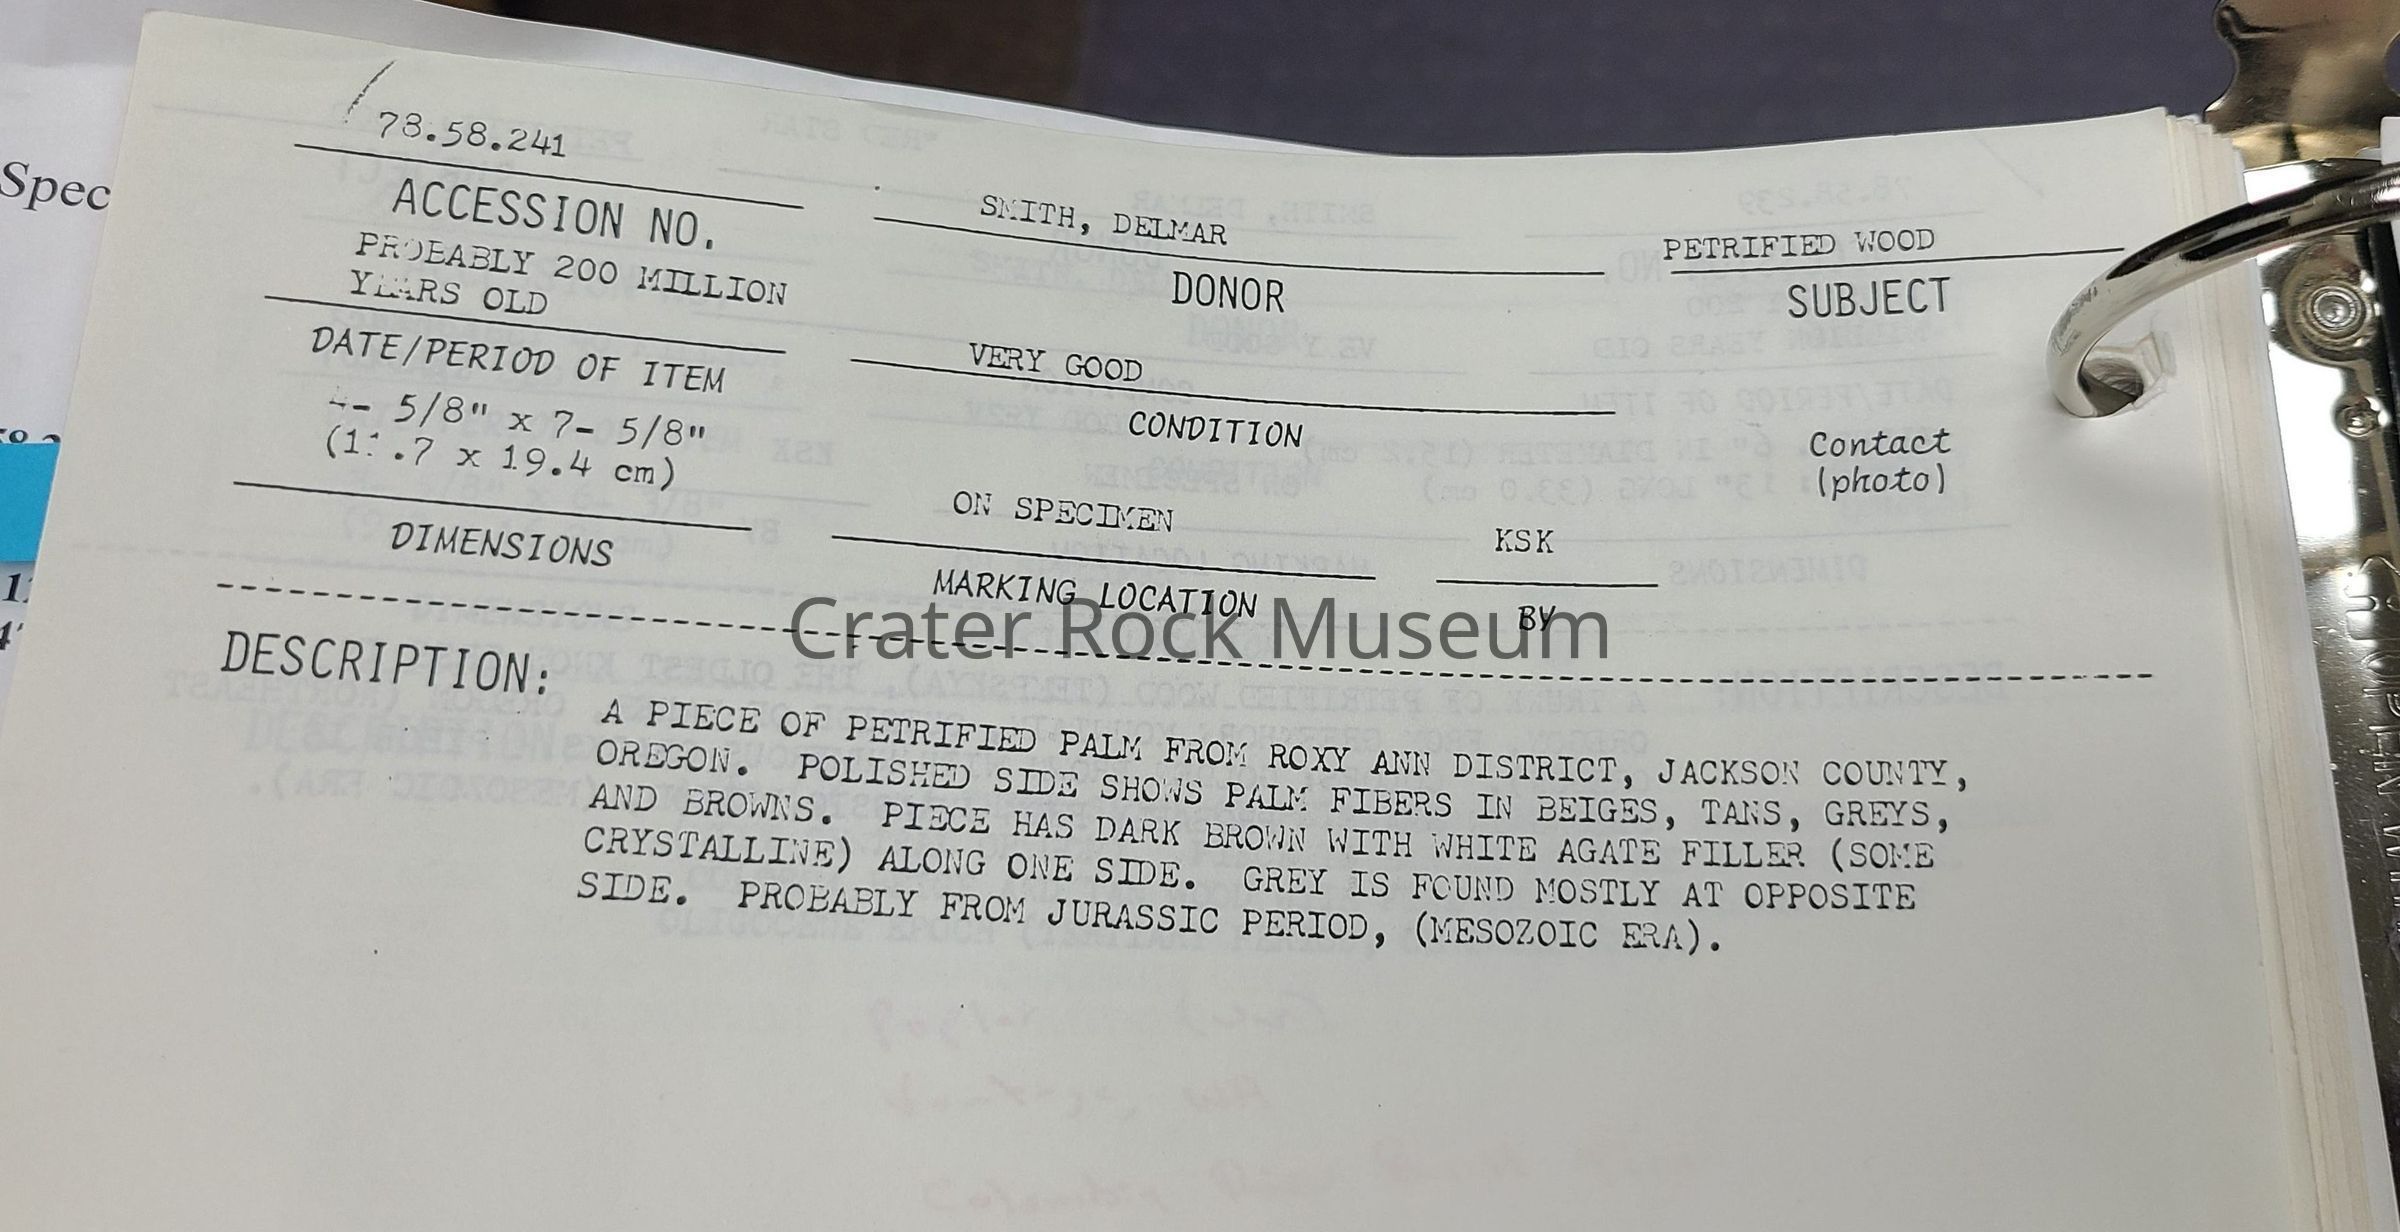 78.58.241
ACCESSION NO.
SMITH, DELMAR
DONOR
PETRIFIED WOOD
SUBJECT
PROBABLY 200 MILLION
YEARS OLD
DATE/PERIOD OF ITEM
VERY GOOD
CONDITION
Contact
(photo)
4- 5/8" x 7- 5/8"
(11.7 x 19.4 cm)
DIMENSIONS
ON SPECIMEN
MARKING LOCATION
KSK
BY
Crater Rock Museum
DESCRIPTION:
A PIECE OF PETRIFIED PALM FROM ROXY ANN DISTRICT, JACKSON COUNTY,
OREGON. POLISHED SIDE SHOWS PALM FIBERS IN BEIGES, TANS, GREYS,
AND BROWNS. PIECE HAS DARK BROWN WITH WHITE AGATE FILLER (SOME
CRYSTALLINE) ALONG ONE SIDE. GREY IS FOUND MOSTLY AT OPPOSITE
SIDE. PROBABLY FROM JURASSIC PERIOD, (MESOZOIC ERA).
Spec